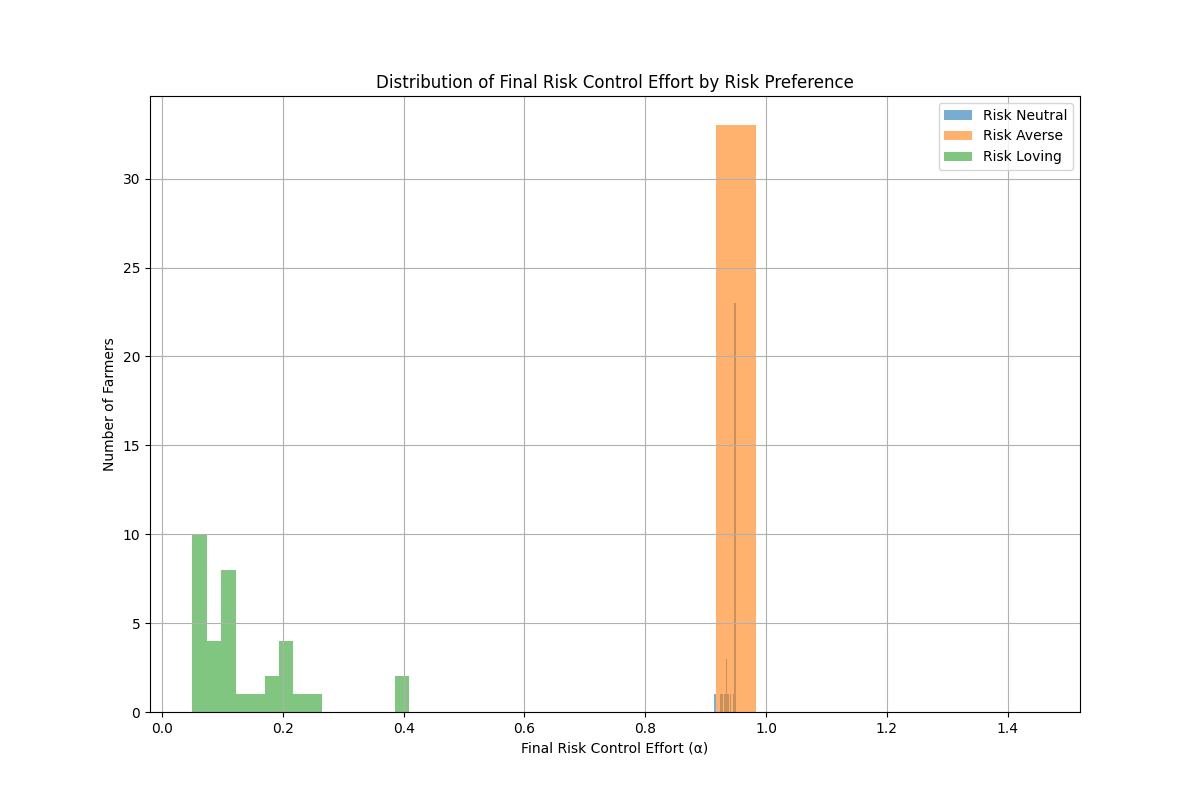 Distribution of Final Risk Control Effort by Risk Preference
Risk Neutral
Risk Averse
Risk Loving
Number of Farmers
30
25
20
15
10
5
0
0.0 0.2 0.4 0.6 0.8 1.0 1.2 1.4
Final Risk Control Effort (α)